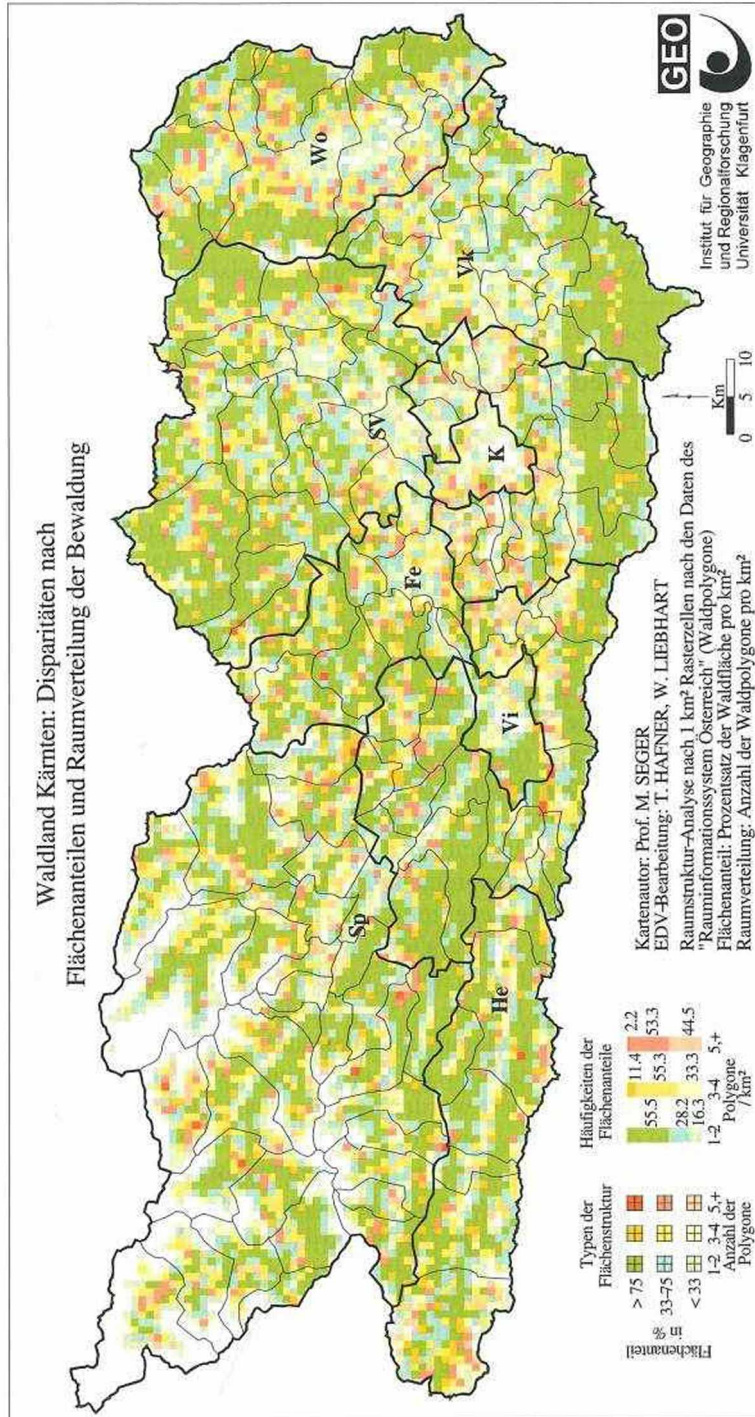 Waldland Kärnten: Disparitäten nach
Flächenanteilen und Raumverteilung der Bewaldung
Wo
SV
Vk
Fe
K
Sp
Vi
He
Typen der
Flächenstruktur
Flächenanteil
in %
> 75
33-75
< 33
1-2 3-4 5,+
Anzahl der
Polygone
Häufigkeiten der
Flächenanteile
55.5
28.2
16.3
11.4
55.3
33.3
2.2
53.3
44.5
1-2 3-4 5,+
Polygone
/km²
Kartenautor: Prof. M. SEGER
EDV-Bearbeitung: T. HAFNER, W. LIEBHART
Raumstruktur-Analyse nach 1 km² Rasterzellen nach den Daten des
"Rauminformationssystem Österreich" (Waldpolygone)
Flächenanteil: Prozentsatz der Waldfläche pro km²
Raumverteilung: Anzahl der Waldpolygone pro km²
Km
0 5 10
GEO
Institut für Geographie
und Regionalforschung
Universität Klagenfurt